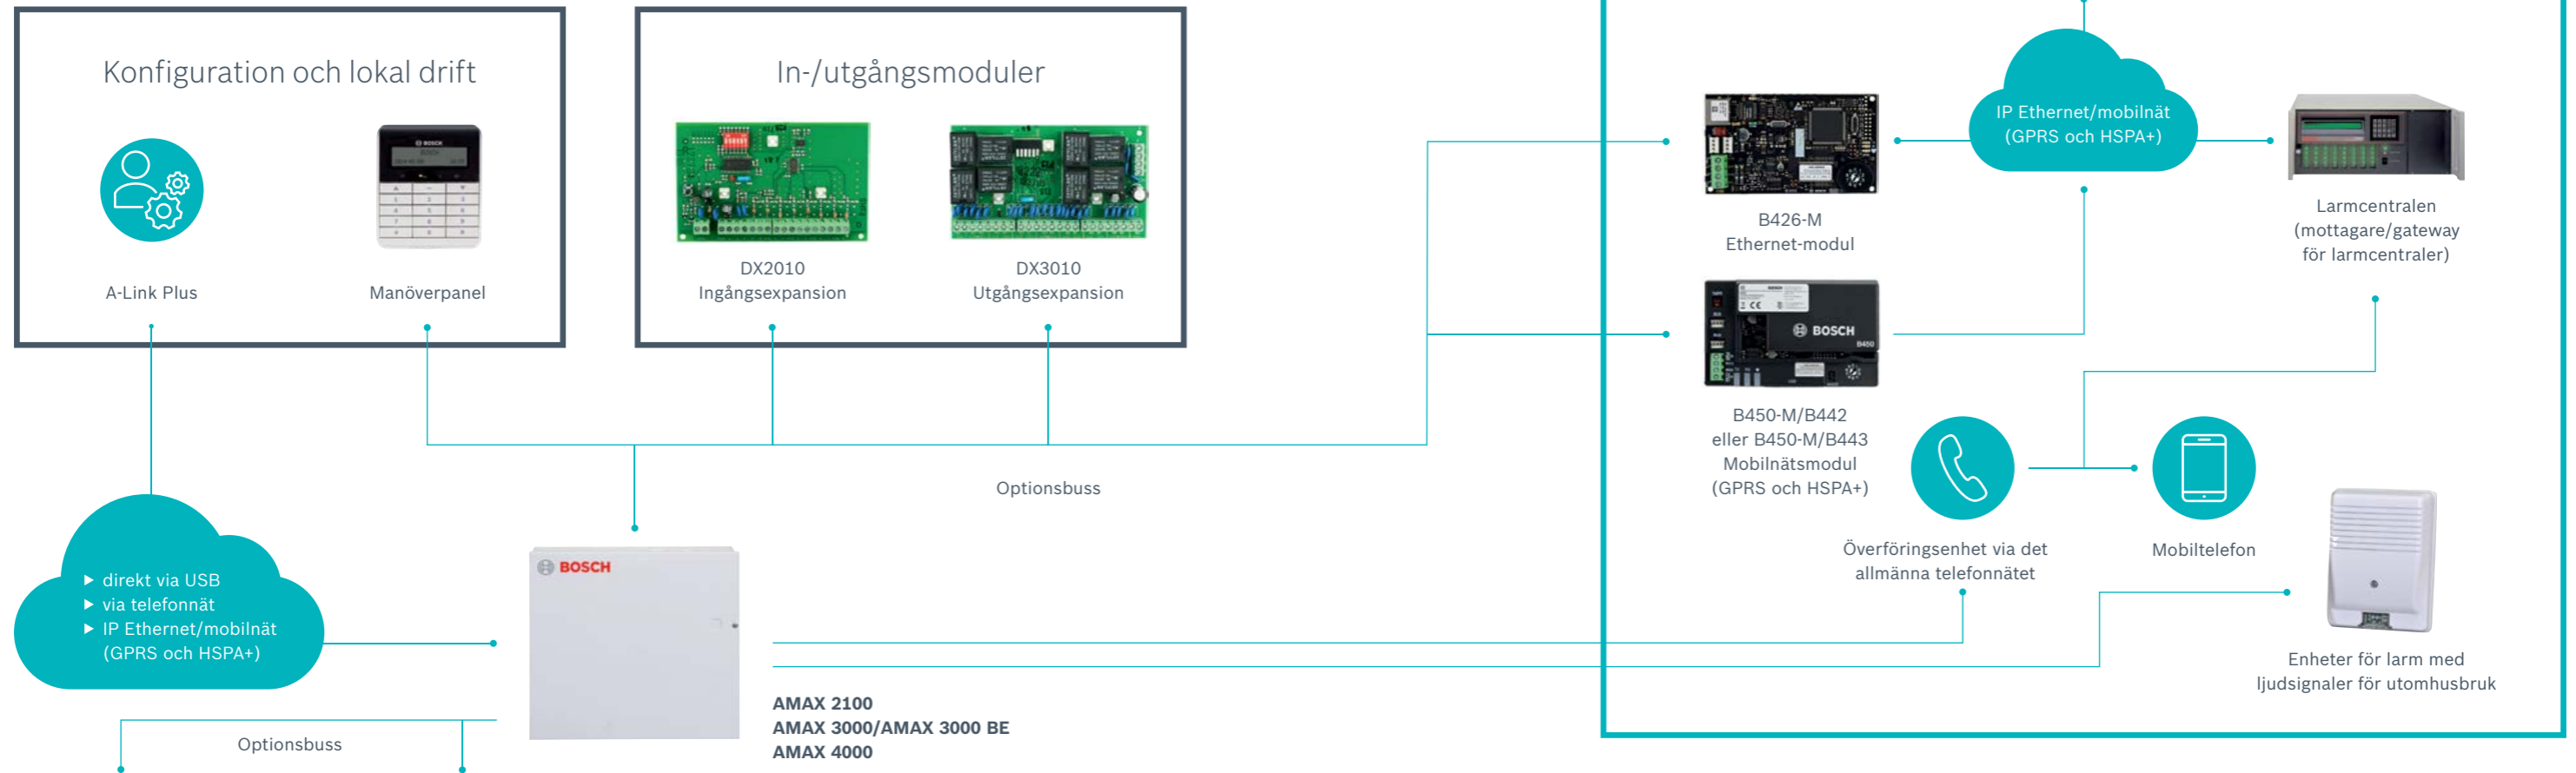 Konfiguration och lokal drift
A-Link Plus
Manöverpanel
In-/utgångsmoduler
DX2010
Ingångsexpansion
DX3010
Utgångsexpansion
B426-M
Ethernet-modul
IP Ethernet/mobilnät
(GPRS och HSPA+)
Larmcentralen
(mottagare/gateway
för larmcentraler)
BOSCH
B450
B450-M/B442
eller B450-M/B443
Mobilnätsmodul
(GPRS och HSPA+)
Överföringsenhet via det
allmänna telefonnätet
Mobiltelefon
Enheter för larm med
ljudsignaler för utomhusbruk
Optionsbuss
▶ direkt via USB
▶ via telefonnät
▶ IP Ethernet/mobilnät
(GPRS och HSPA+)
BOSCH
AMAX 2100
AMAX 3000/AMAX 3000 BE
AMAX 4000
Optionsbuss